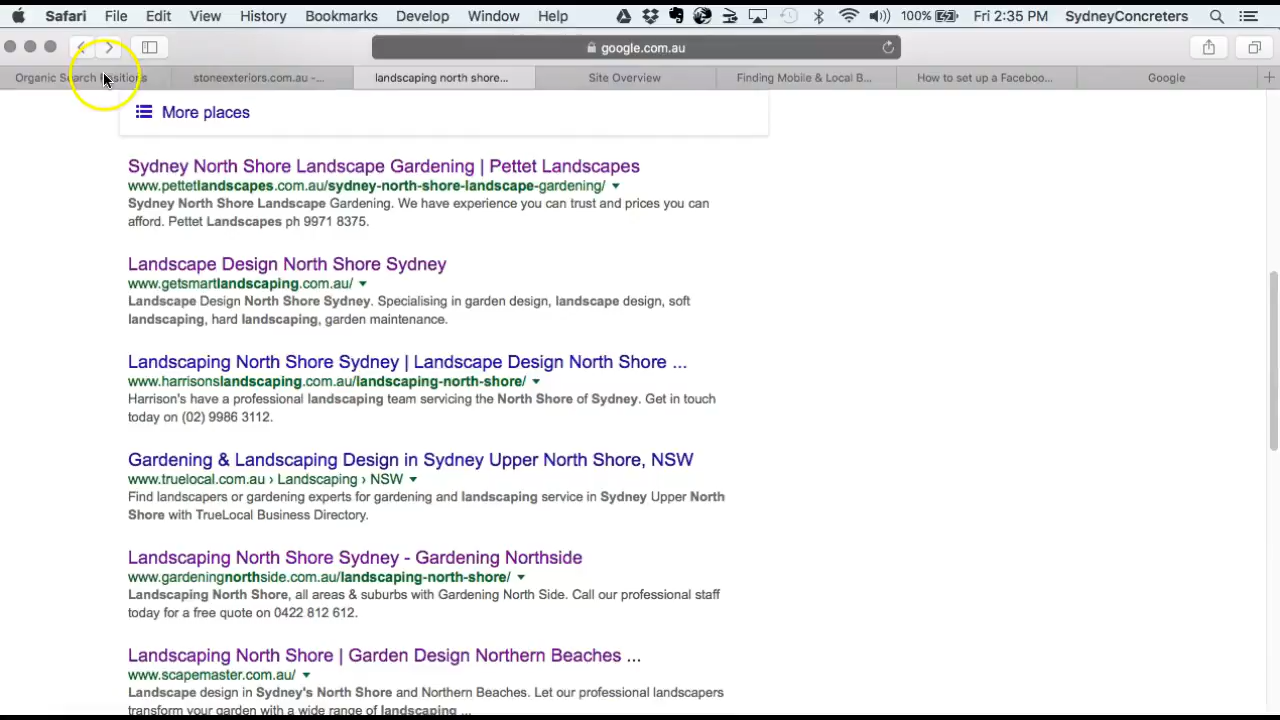 Safari File Edit View History Bookmarks Develop Window Help 100% Fri 2:35 PM SydneyConcreters
google.com.au
Organic Search Positions stoneexteriors.com.au -... landscaping north shore... Site Overview Finding Mobile & Local B... How to set up a Faceboo... Google
More places
Sydney North Shore Landscape Gardening | Pettet Landscapes
www.pettetlandscapes.com.au/sydney-north-shore-landscape-gardening/
Sydney North Shore Landscape Gardening. We have experience you can trust and prices you can
afford. Pettet Landscapes ph 9971 8375.
Landscape Design North Shore Sydney
www.getsmartlandscaping.com.au/
Landscape Design North Shore Sydney. Specialising in garden design, landscape design, soft
landscaping, hard landscaping, garden maintenance.
Landscaping North Shore Sydney | Landscape Design North Shore ...
www.harrisonslandscaping.com.au/landscaping-north-shore/
Harrison's have a professional landscaping team servicing the North Shore of Sydney. Get in touch
today on (02) 9986 3112.
Gardening & Landscaping Design in Sydney Upper North Shore, NSW
www.truelocal.com.au › Landscaping › NSW
Find landscapers or gardening experts for gardening and landscaping service in Sydney Upper North
Shore with TrueLocal Business Directory.
Landscaping North Shore Sydney - Gardening Northside
www.gardeningnorthside.com.au/landscaping-north-shore/
Landscaping North Shore, all areas & suburbs with Gardening North Side. Call our professional staff
today for a free quote on 0422 812 612.
Landscaping North Shore | Garden Design Northern Beaches ...
www.scapemaster.com.au/
Landscape design in Sydney's North Shore and Northern Beaches. Let our professional landscapers
transform your garden with a wide range of landscaping ...